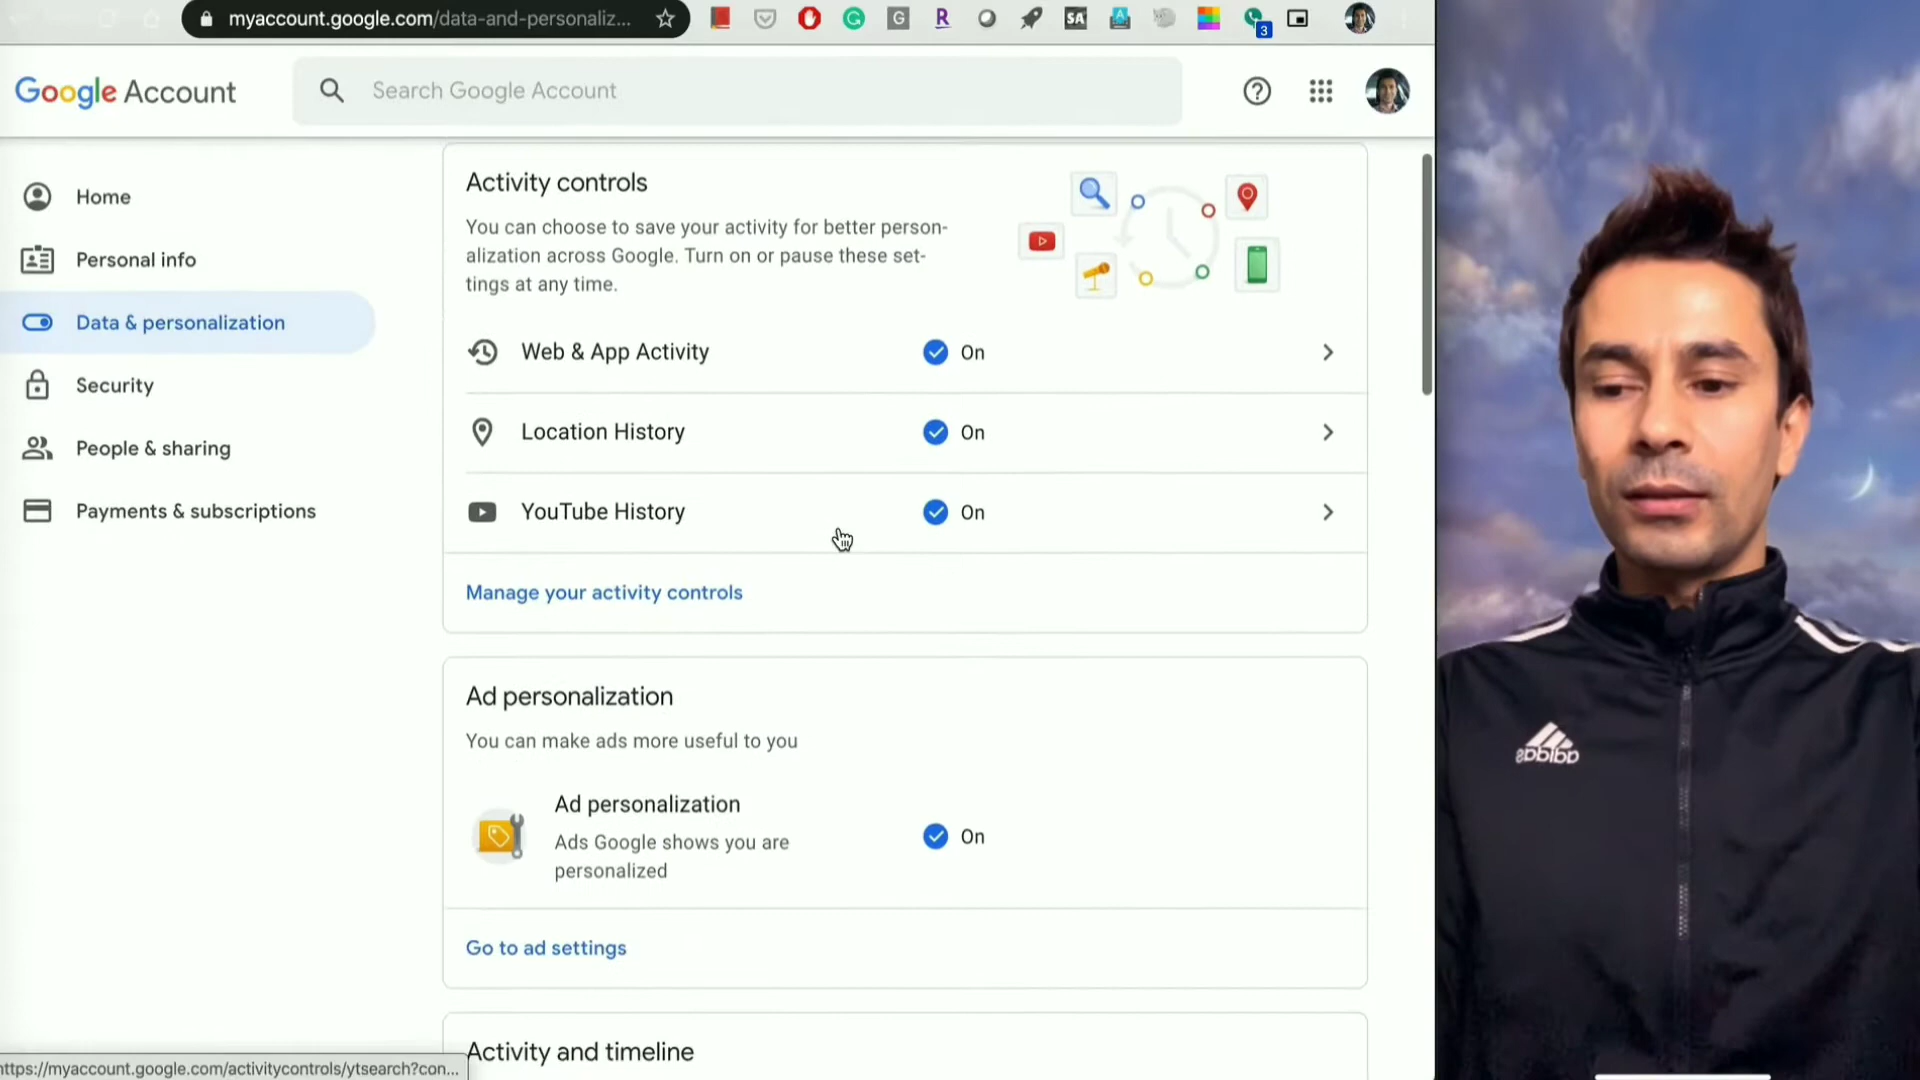 myaccount.google.com/data-and-personaliz...
G
R
SA
A
3
Google Account
Search Google Account
Home
Personal info
Data & personalization
Security
People & sharing
Payments & subscriptions
Activity controls
You can choose to save your activity for better person-
alization across Google. Turn on or pause these set-
tings at any time.
Web & App Activity On
Location History On
YouTube History On
Manage your activity controls
Ad personalization
You can make ads more useful to you
Ad personalization
Ads Google shows you are
personalized
On
Go to ad settings
Activity and timeline
https://myaccount.google.com/activitycontrols/ytsearch?con...
adidas